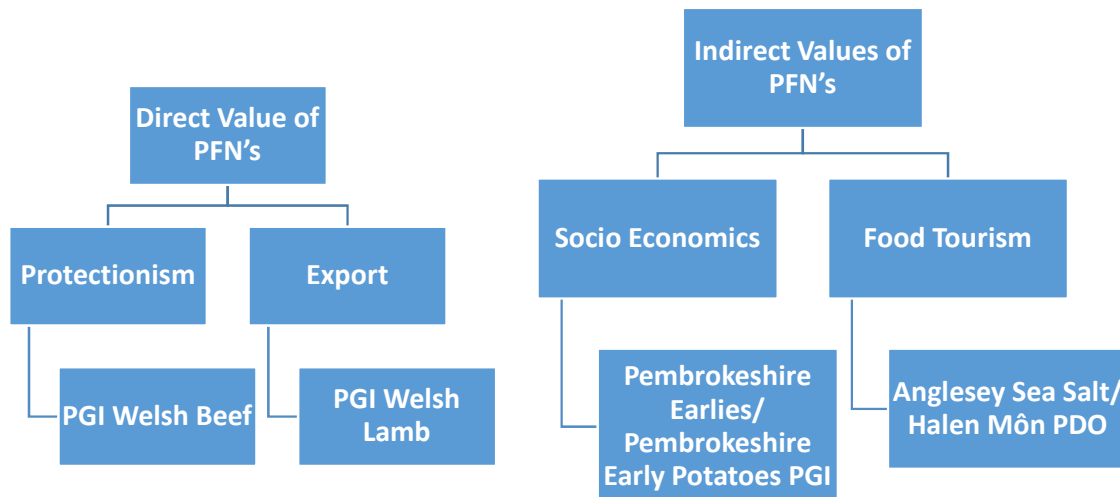 Direct Value of
PFN's
Protectionism
Export
PGI Welsh Beef
PGI Welsh
Lamb
Indirect Values of
PFN's
Socio Economics
Food Tourism
Pembrokeshire
Earlies/
Pembrokeshire
Early Potatoes PGI
Anglesey Sea Salt/
Halen Môn PDO